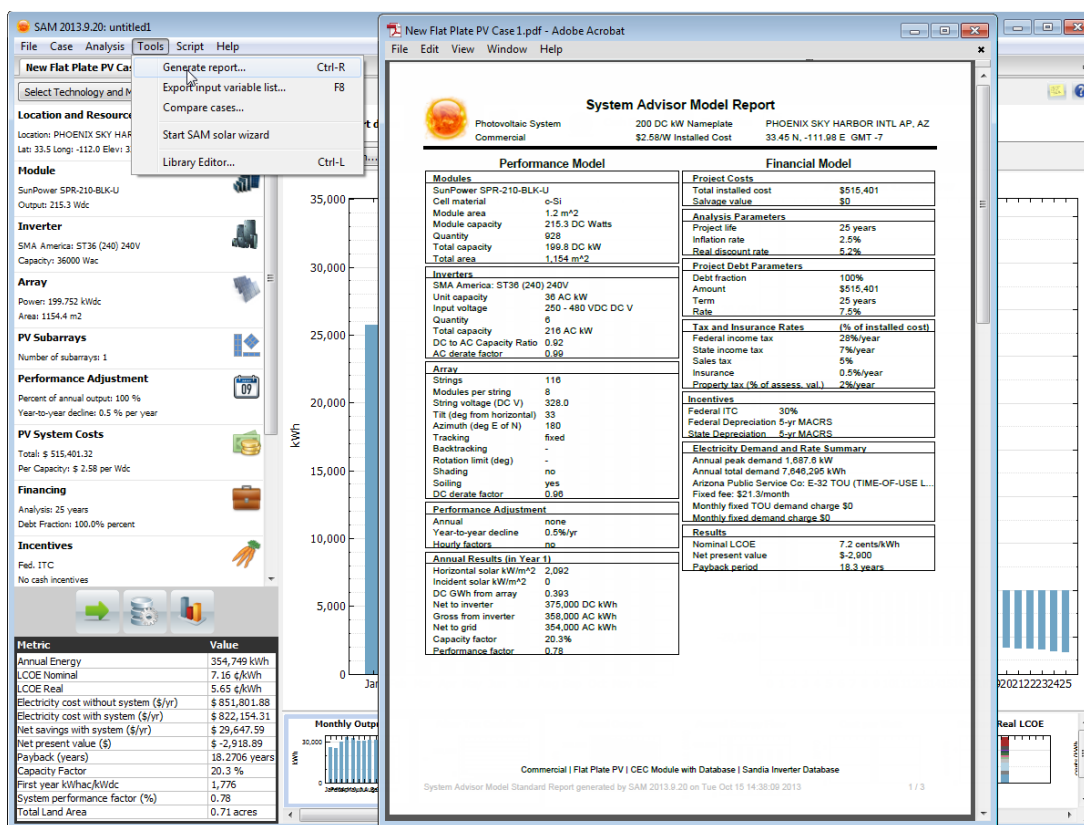 SAM 2013.9.20: untitled1
File Case Analysis Tools Script Help
New Flat Plate PV Cas
Select Technology and M
Generate report... Ctrl-R
Export input variable list... F8
Compare cases...
Start SAM solar wizard
Library Editor... Ctrl-L
Location and Resource
Location: PHOENIX SKY HAR
Lat: 33.5 Long: -112.0 Elev: 3
Module
SunPower SPR-210-BLK-U
Output: 215.3 Wdc
Inverter
SMA America: ST36 (240) 240V
Capacity: 36000 Wac
Array
Power: 199.752 kWdc
Area: 1154.4 m2
PV Subarrays
Number of subarrays: 1
Performance Adjustment
Percent of annual output: 100 %
Year-to-year decline: 0.5 % per year
09
PV System Costs
Total: $ 515,401.32
Per Capacity: $ 2.58 per Wdc
Financing
Analysis: 25 years
Debt Fraction: 100.0% percent
Incentives
Fed. ITC
No cash incentives
Metric Value
Annual Energy 354,749 kWh
LCOE Nominal 7.16 ¢/kWh
LCOE Real 5.65 ¢/kWh
Electricity cost without system ($/yr) $ 851,801.88
Electricity cost with system ($/yr) $ 822,154.31
Net savings with system ($/yr) $ 29,647.59
Net present value ($) $ -2,918.89
Payback (years) 18.2706 years
Capacity Factor 20.3 %
First year kWhac/kWdc 1,776
System performance factor (%) 0.78
Total Land Area 0.71 acres
35,000
30,000
25,000
20,000
15,000
10,000
5,000
0
kWh
Jan
Monthly Outpu
30,000
0
kWh
New Flat Plate PV Case 1.pdf - Adobe Acrobat
File Edit View Window Help
System Advisor Model Report
Photovoltaic System 200 DC kW Nameplate PHOENIX SKY HARBOR INTL AP, AZ
Commercial $2.58/W Installed Cost 33.45 N, -111.98 E GMT -7
Performance Model
Modules
SunPower SPR-210-BLK-U
Cell material c-Si
Module area 1.2 m^2
Module capacity 215.3 DC Watts
Quantity 928
Total capacity 199.8 DC kW
Total area 1,154 m^2
Inverters
SMA America: ST36 (240) 240V
Unit capacity 36 AC kW
Input voltage 250 - 480 VDC DC V
Quantity 6
Total capacity 216 AC kW
DC to AC Capacity Ratio 0.92
AC derate factor 0.99
Array
Strings 116
Modules per string 8
String voltage (DC V) 328.0
Tilt (deg from horizontal) 33
Azimuth (deg E of N) 180
Tracking fixed
Backtracking -
Rotation limit (deg) -
Shading no
Soiling yes
DC derate factor 0.96
Performance Adjustment
Annual none
Year-to-year decline 0.5%/yr
Hourly factors no
Annual Results (in Year 1)
Horizontal solar kW/m^2 2,092
Incident solar kW/m^2 0
DC GWh from array 0.393
Net to inverter 375,000 DC kWh
Gross from inverter 358,000 AC kWh
Net to grid 354,000 AC kWh
Capacity factor 20.3%
Performance factor 0.78
Financial Model
Project Costs
Total installed cost $515,401
Salvage value $0
Analysis Parameters
Project life 25 years
Inflation rate 2.5%
Real discount rate 5.2%
Project Debt Parameters
Debt fraction 100%
Amount $515,401
Term 25 years
Rate 7.5%
Tax and Insurance Rates (% of installed cost)
Federal income tax 28%/year
State income tax 7%/year
Sales tax 5%
Insurance 0.5%/year
Property tax (% of assess. val.) 2%/year
Incentives
Federal ITC 30%
Federal Depreciation 5-yr MACRS
State Depreciation 5-yr MACRS
Electricity Demand and Rate Summary
Annual peak demand 1,687.6 kW
Annual total demand 7,646,295 kWh
Arizona Public Service Co: E-32 TOU (TIME-OF-USE L...
Fixed fee: $21.3/month
Monthly fixed TOU demand charge $0
Monthly fixed demand charge $0
Results
Nominal LCOE 7.2 cents/kWh
Net present value $-2,900
Payback period 18.3 years
Commercial | Flat Plate PV | CEC Module with Database | Sandia Inverter Database
System Advisor Model Standard Report generated by SAM 2013.9.20 on Tue Oct 15 14:38:09 2013 1 / 3
202122232425
Real LCOE